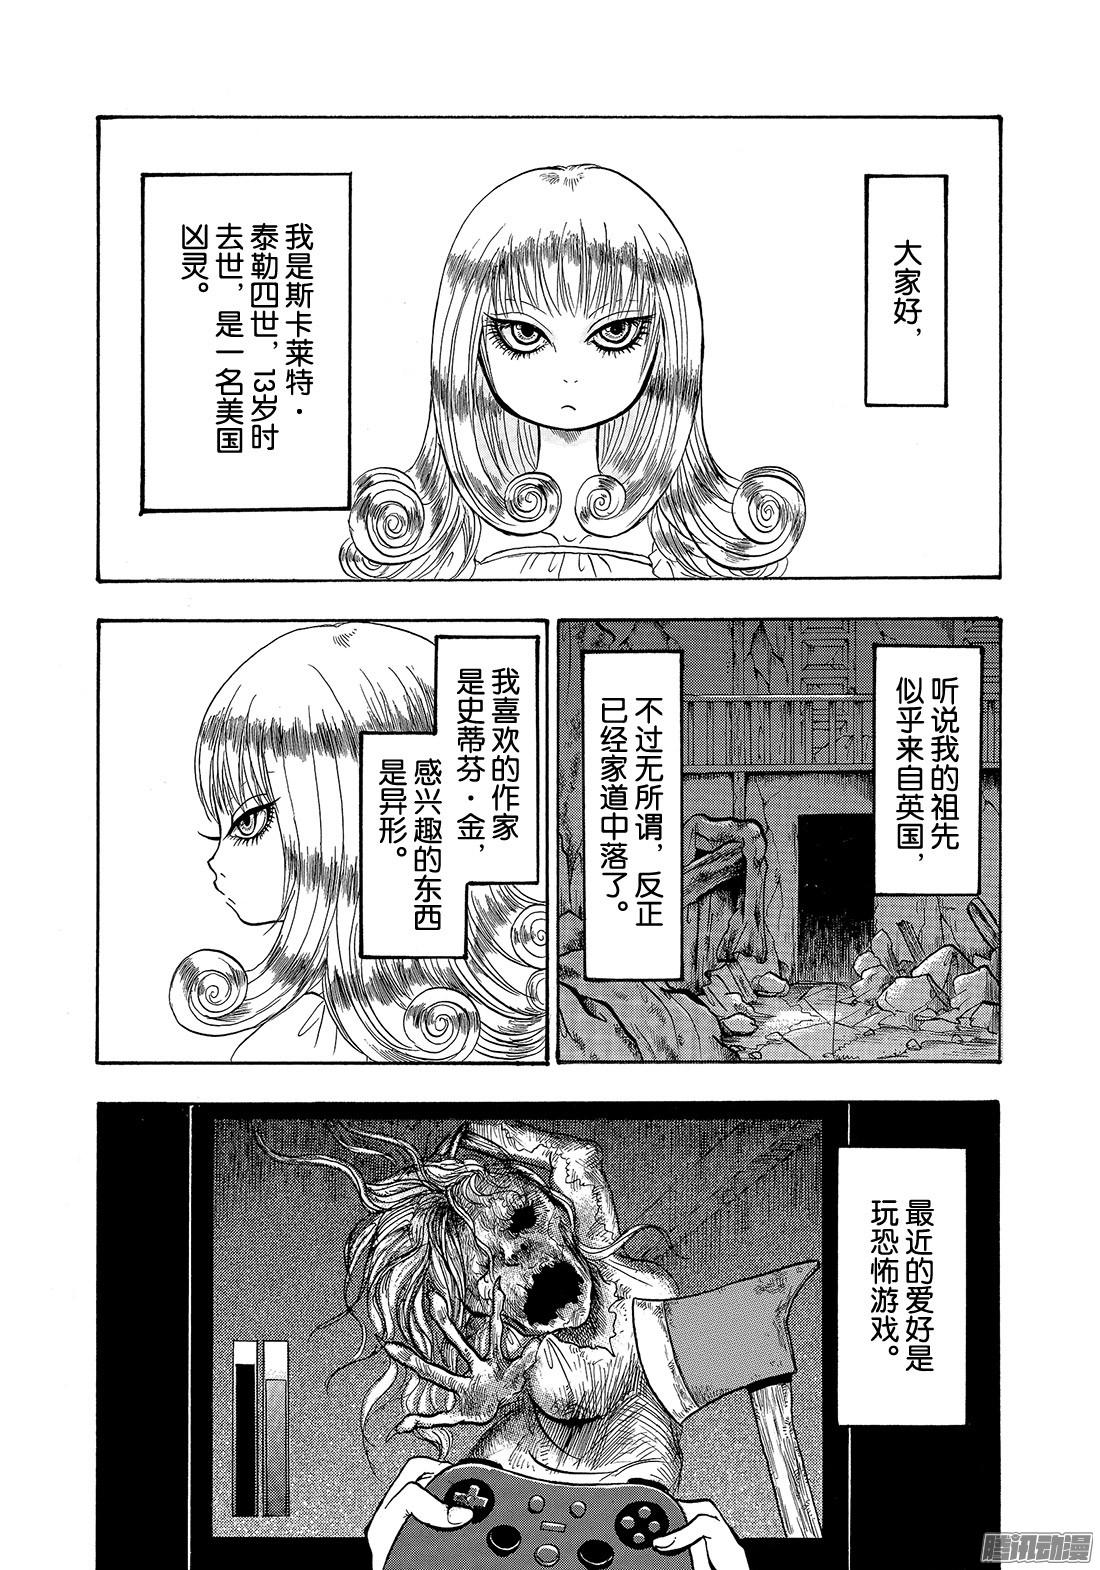 大家好，
我是斯卡莱特·
泰勒四世，13岁时
去世，是一名美国
凶灵。
听说我的祖先
似乎来自英国，
不过无所谓，反正
已经家道中落了。
我喜欢的作家
是史蒂芬·金，
感兴趣的东西
是异形。
最近的爱好是
玩恐怖游戏。
腾讯动漫